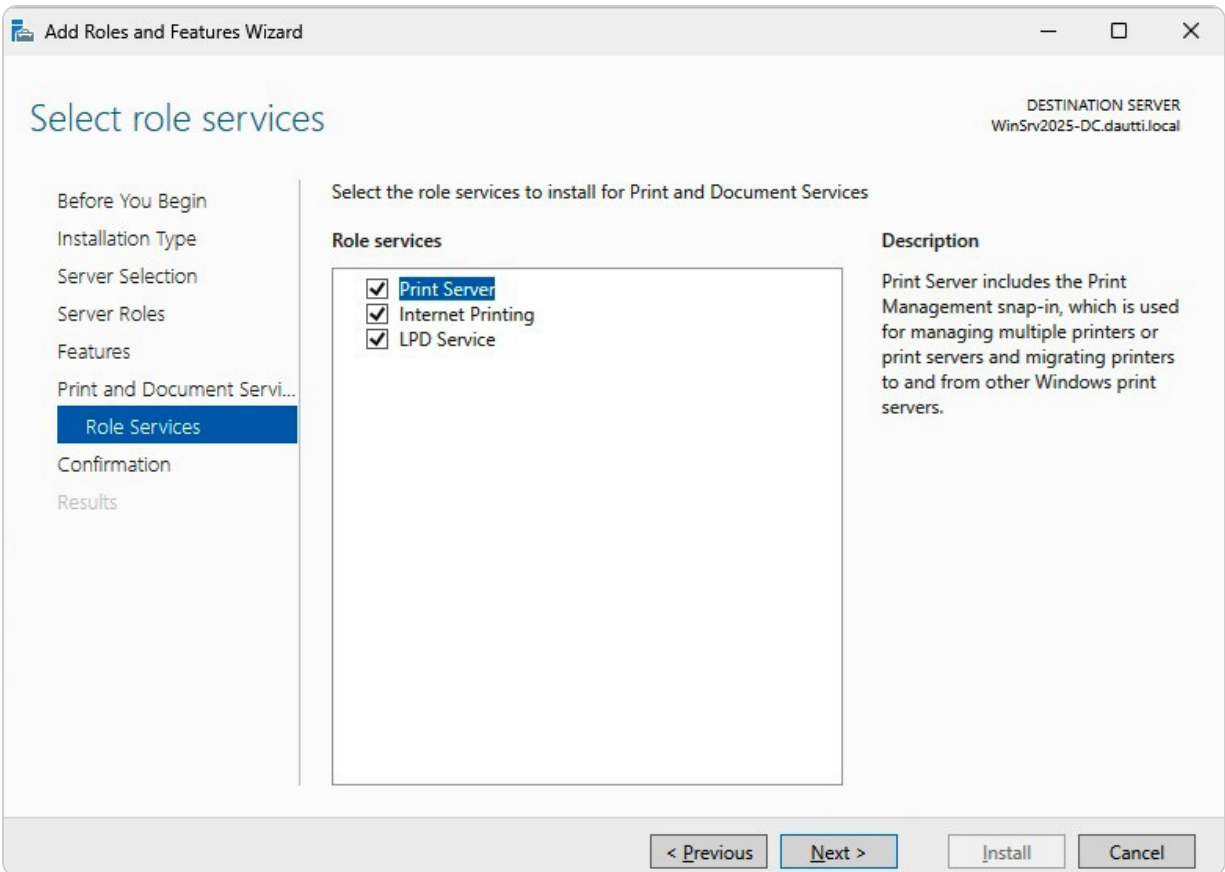 Add Roles and Features Wizard
Select role services
DESTINATION SERVER
WinSrv2025-DC.dautti.local
Before You Begin
Installation Type
Server Selection
Server Roles
Features
Print and Document Servi...
Role Services
Confirmation
Results
Select the role services to install for Print and Document Services
Role services
Print Server
Internet Printing
LPD Service
Description
Print Server includes the Print
Management snap-in, which is used
for managing multiple printers or
print servers and migrating printers
to and from other Windows print
servers.
< Previous
Next >
Install
Cancel